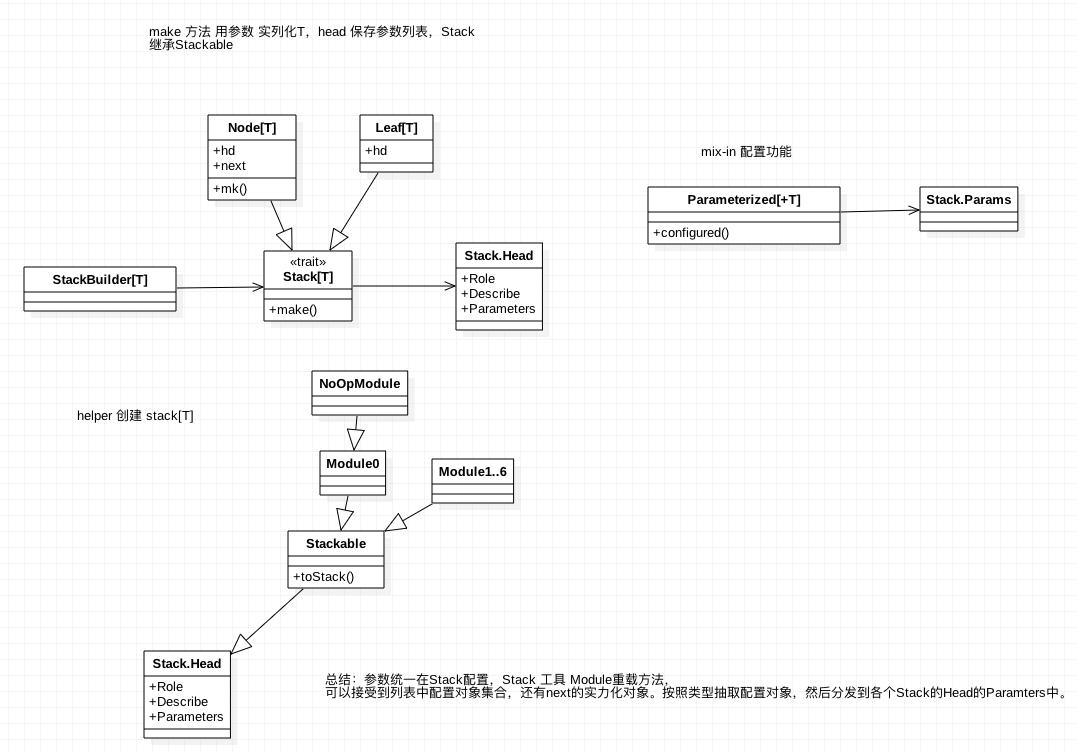 make 方法 用参数 实列化T，head 保存参数列表，Stack
继承Stackable
Node[T]
+hd
+next
+mk()
Leaf[T]
+hd
mix-in 配置功能
Parameterized[+T]
+configured()
Stack.Params
StackBuilder[T]
«trait»
Stack[T]
+make()
Stack.Head
+Role
+Describe
+Parameters
helper 创建 stack[T]
NoOpModule
Module0
Module1..6
Stackable
+toStack()
Stack.Head
+Role
+Describe
+Parameters
总结：参数统一在Stack配置，Stack 工具 Module重载方法，
可以接受到列表中配置对象集合，还有next的实力化对象。按照类型抽取配置对象，然后分发到各个Stack的Head的Paramters中。